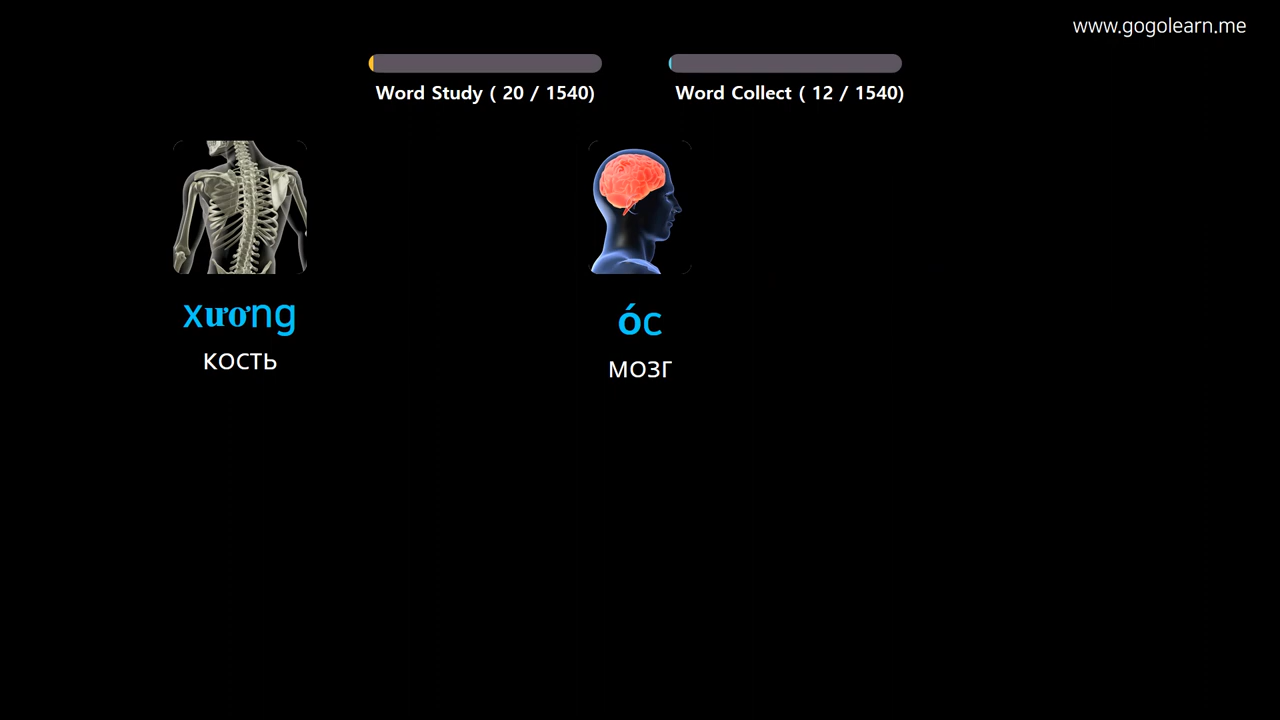 www.gogolearn.me
Word Study ( 20 / 1540)
Word Collect ( 12 / 1540)
xương
кость
óc
мозг